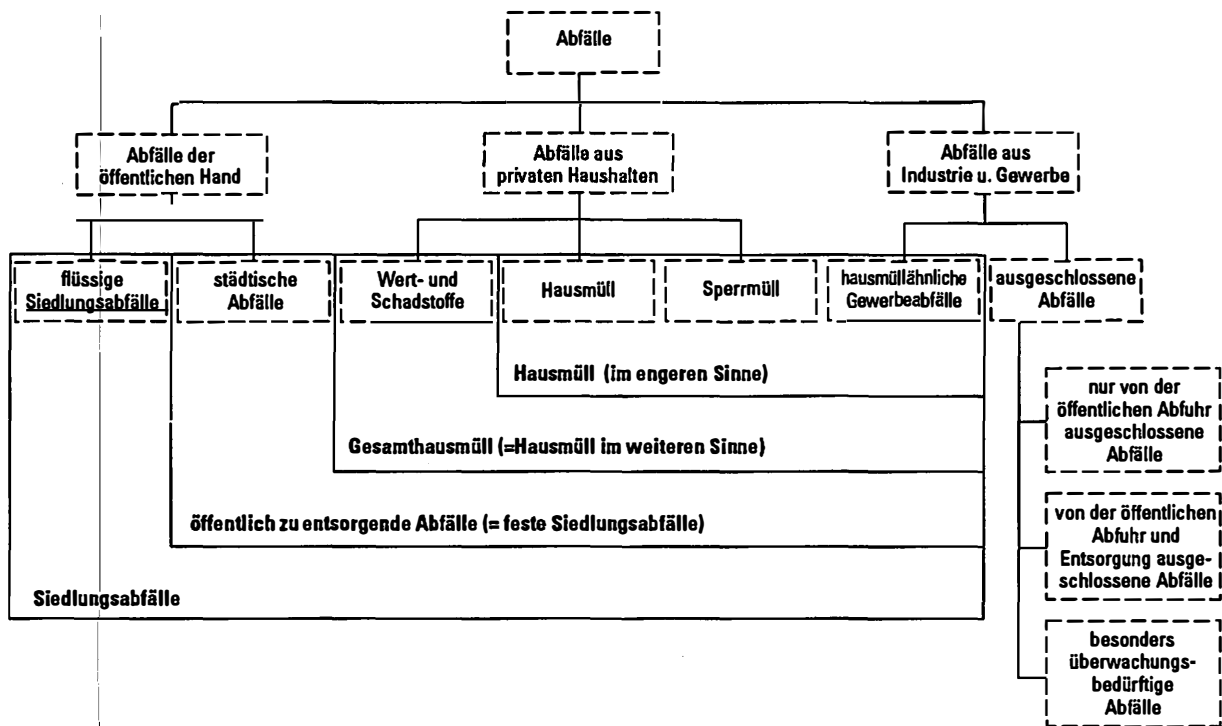 Abfälle
Abfälle der
öffentlichen Hand
Abfälle aus
privaten Haushalten
Abfälle aus
Industrie u. Gewerbe
flüssige
Siedlungsabfälle
städtische
Abfälle
Wert- und
Schadstoffe
Hausmüll
Sperrmüll
hausmüllähnliche
Gewerbeabfälle
ausgeschlossene
Abfälle
Hausmüll (im engeren Sinne)
Gesamthausmüll (=Hausmüll im weiteren Sinne)
öffentlich zu entsorgende Abfälle (= feste Siedlungsabfälle)
Siedlungsabfälle
nur von der
öffentlichen Abfuhr
ausgeschlossene
Abfälle
von der öffentlichen
Abfuhr und
Entsorgung ausge-
schlossene Abfälle
besonders
überwachungs-
bedürftige
Abfälle